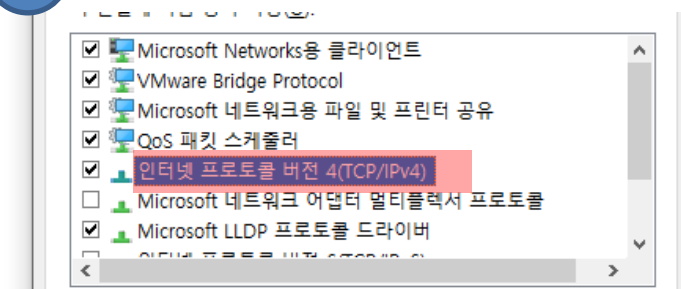 Microsoft Networks용 클라이언트
VMware Bridge Protocol
Microsoft 네트워크용 파일 및 프린터 공유
QoS 패킷 스케줄러
인터넷 프로토콜 버전 4(TCP/IPv4)
Microsoft 네트워크 어댑터 멀티플렉서 프로토콜
Microsoft LLDP 프로토콜 드라이버